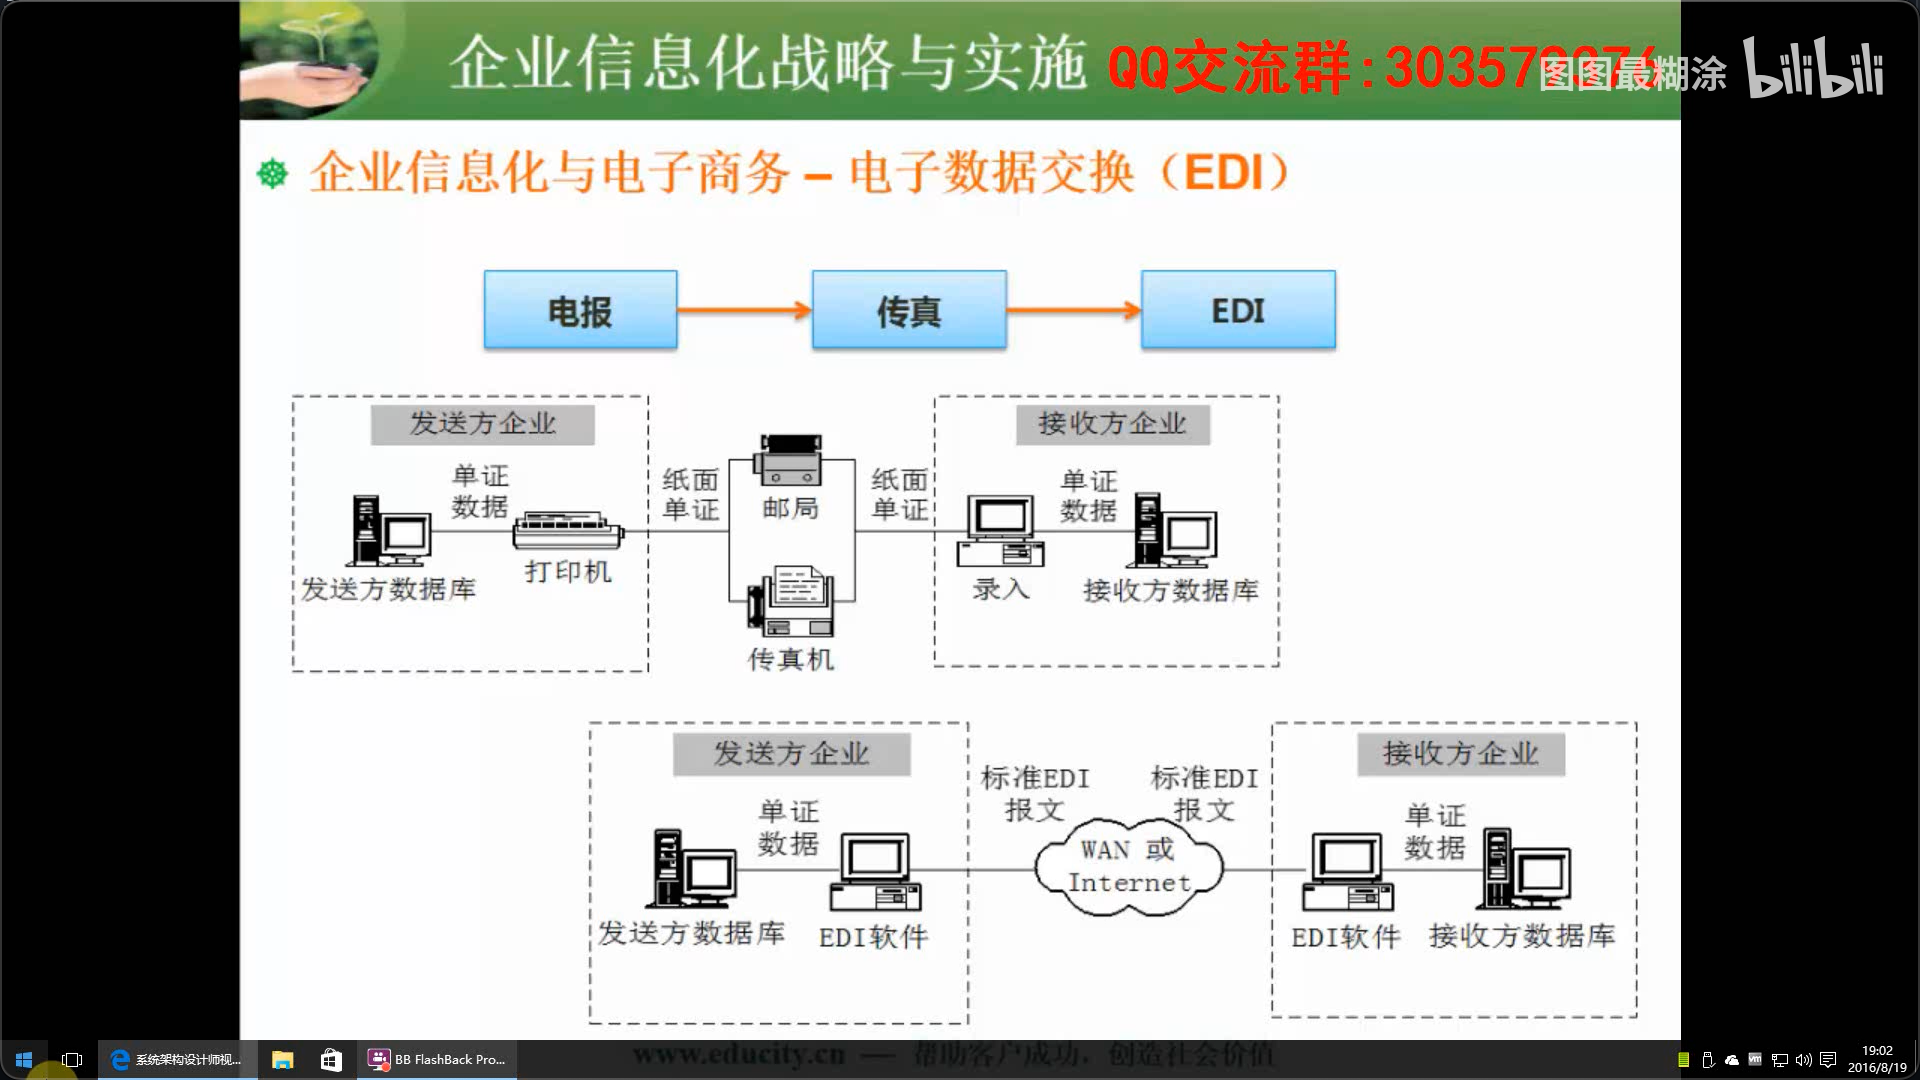 企业信息化战略与实施
QQ交流群:303579376
图图最糊涂 bilibili
企业信息化与电子商务 – 电子数据交换（EDI）
电报
传真
EDI
发送方企业
单证
数据
发送方数据库
打印机
纸面
单证
邮局
传真机
纸面
单证
接收方企业
单证
数据
录入
接收方数据库
发送方企业
单证
数据
发送方数据库
EDI软件
标准EDI
报文
标准EDI
报文
WAN 或
Internet
接收方企业
单证
数据
EDI软件
接收方数据库
www.educity.cn — 帮助客户成功，创造社会价值
系统架构设计师视...
BB FlashBack Pro...
19:02
2016/8/19